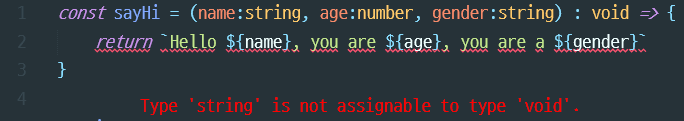 1 const sayHi = (name:string, age:number, gender:string) : void => {
2 return `Hello ${name}, you are ${age}, you are a ${gender}`
3 }
4
Type 'string' is not assignable to type 'void'.